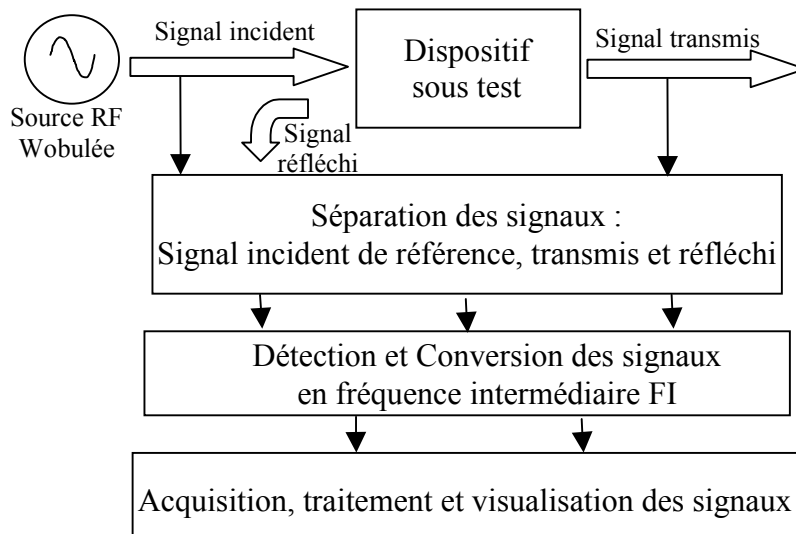 Signal incident
Dispositif
sous test
Signal transmis
Source RF
Wobulée
Signal
réfléchi
Séparation des signaux :
Signal incident de référence, transmis et réfléchi
Détection et Conversion des signaux
en fréquence intermédiaire FI
Acquisition, traitement et visualisation des signaux